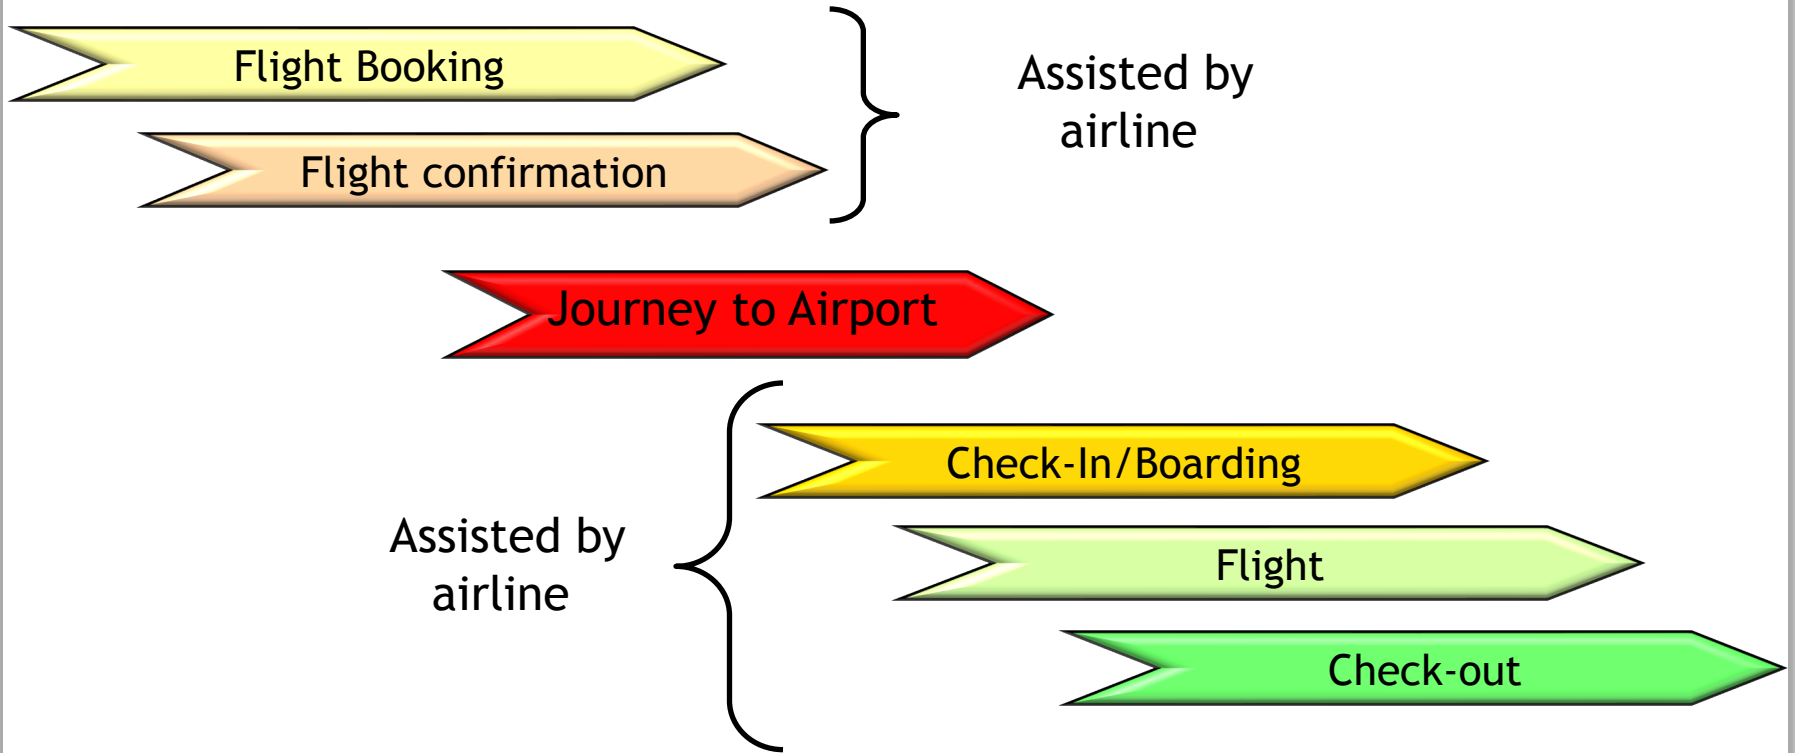 Flight Booking
Assisted by
airline
Flight confirmation
Journey to Airport
Check-In/Boarding
Assisted by
airline
Flight
Check-out